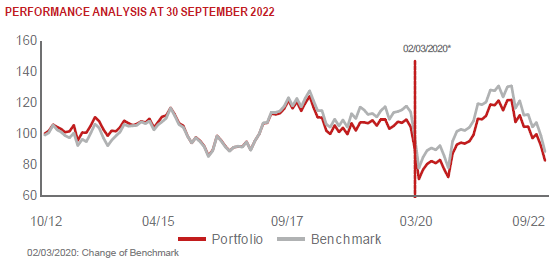 PERFORMANCE ANALYSIS AT 30 SEPTEMBER 2022
02/03/2020*
160
140
120
100
80
60
10/12 04/15 09/17 03/20 09/22
Portfolio Benchmark
02/03/2020: Change of Benchmark